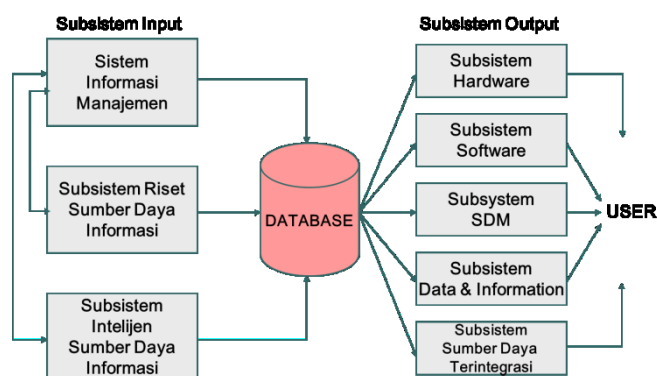 Subsistem Input
Sistem
Informasi
Manajemen
Subsistem Riset
Sumber Daya
Informasi
Subsistem
Intelijen
Sumber Daya
Informasi
DATABASE
Subsistem Output
Subsistem
Hardware
Subsistem
Software
Subsystem
SDM
Subsistem
Data & Information
Subsistem
Sumber Daya
Terintegrasi
USER